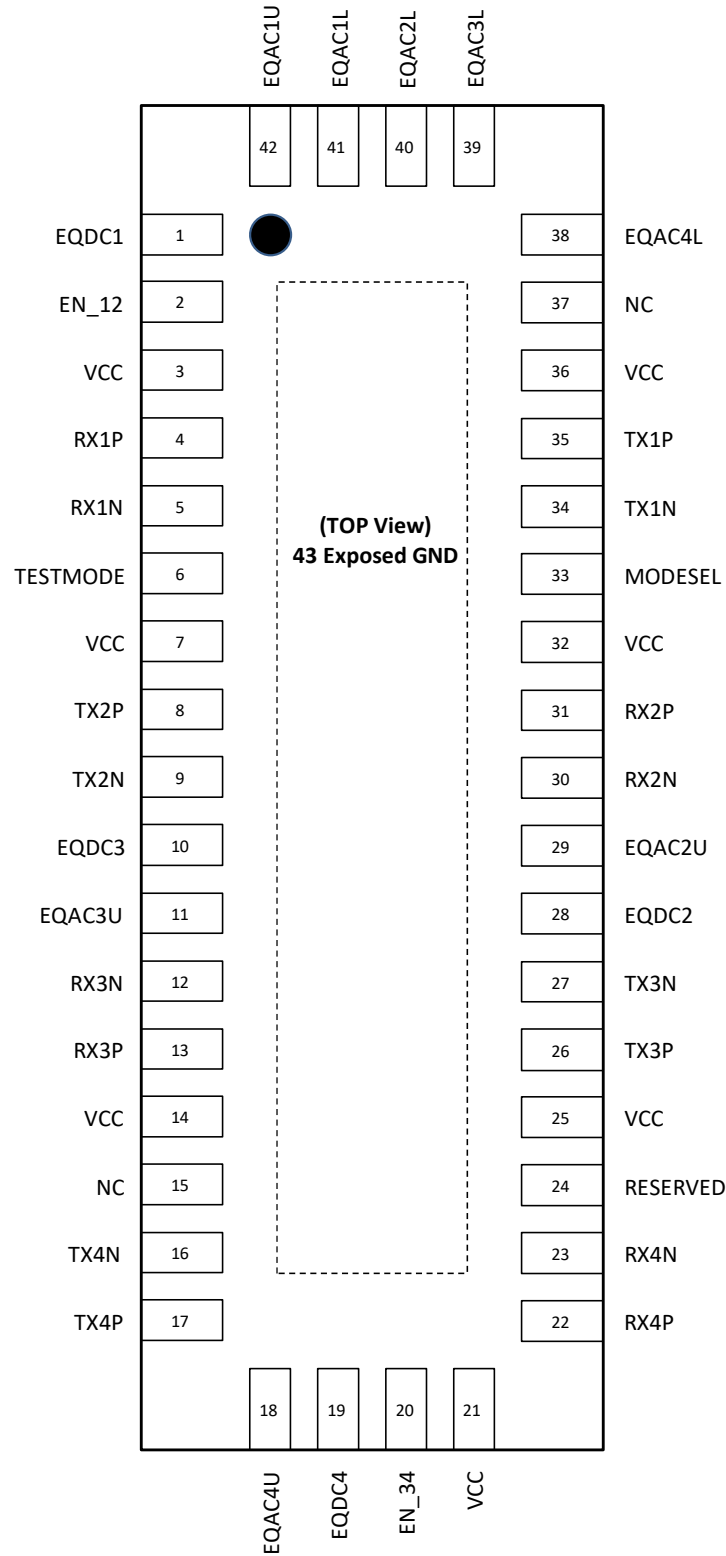 EQAC1U EQAC1L EQAC2L EQAC3L
42 41 40 39
EQDC1 1 38 EQAC4L
EN_12 2 37 NC
VCC 3 36 VCC
RX1P 4 35 TX1P
RX1N 5 34 TX1N
(TOP View)
43 Exposed GND
TESTMODE 6 33 MODESEL
VCC 7 32 VCC
TX2P 8 31 RX2P
TX2N 9 30 RX2N
EQDC3 10 29 EQAC2U
EQAC3U 11 28 EQDC2
RX3N 12 27 TX3N
RX3P 13 26 TX3P
VCC 14 25 VCC
NC 15 24 RESERVED
TX4N 16 23 RX4N
TX4P 17 22 RX4P
18 19 20 21
EQAC4U EQDC4 EN_34 VCC